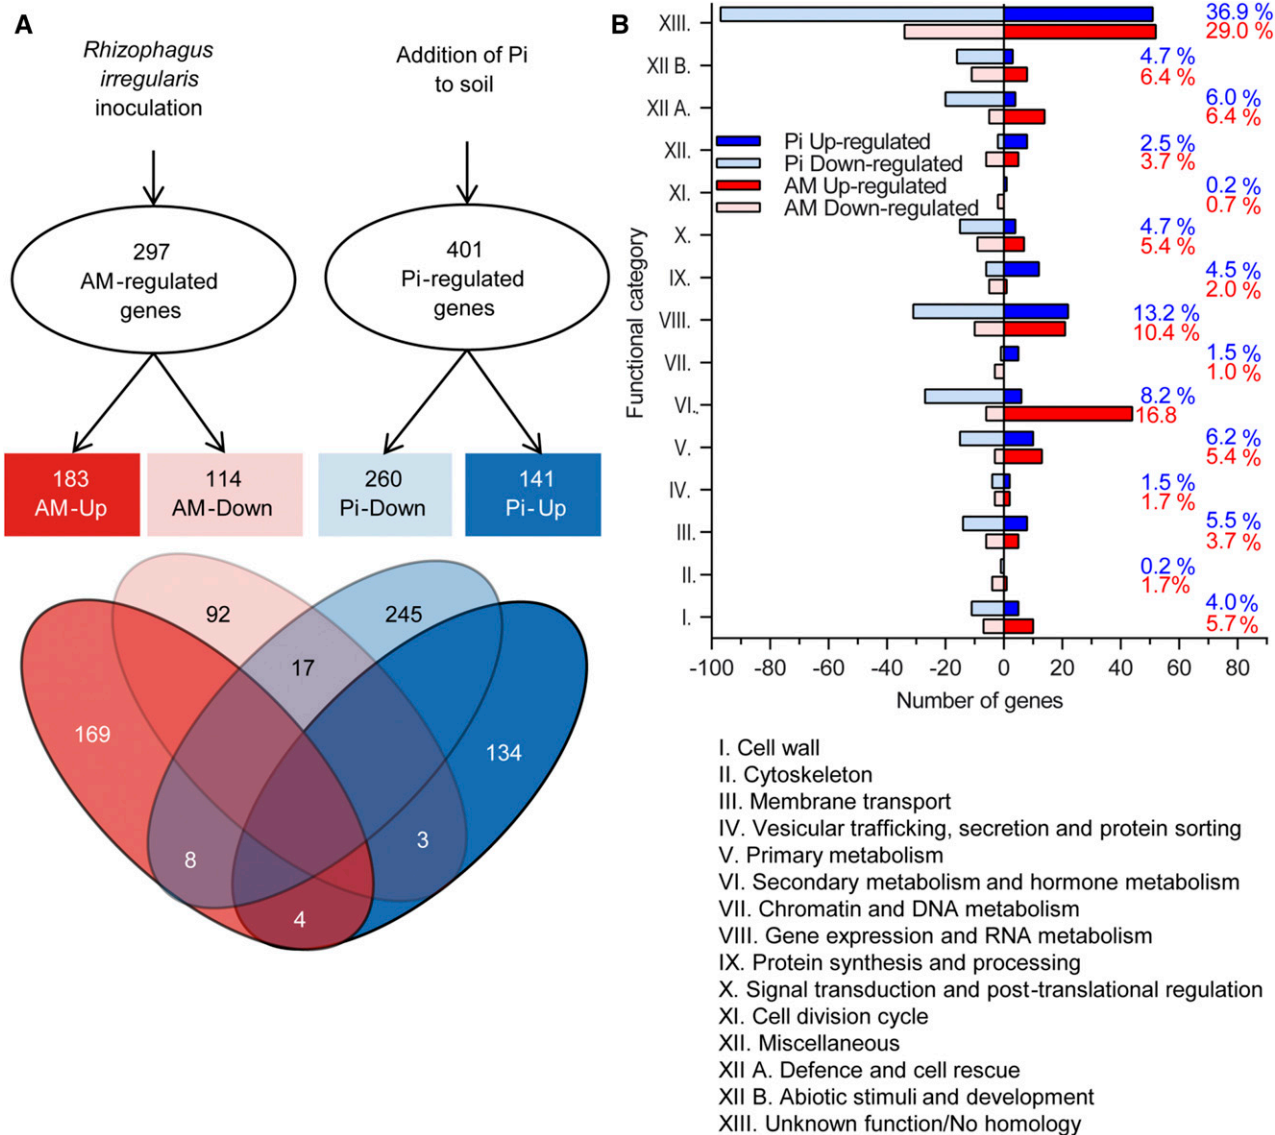 A
Rhizophagus
irregularis
inoculation
Addition of Pi
to soil
297
AM-regulated
genes
401
Pi-regulated
genes
183
AM-Up
114
AM-Down
260
Pi-Down
141
Pi-Up
92
245
17
169
134
8
3
4
B
Functional category
XIII.
36.9 %
29.0 %
XII B.
4.7 %
6.4 %
XII A.
6.0 %
6.4 %
XII.
2.5 %
3.7 %
XI.
0.2 %
0.7 %
X.
4.7 %
5.4 %
IX.
4.5 %
2.0 %
VIII.
13.2 %
10.4 %
VII.
1.5 %
1.0 %
VI.
8.2 %
16.8
V.
6.2 %
5.4 %
IV.
1.5 %
1.7 %
III.
5.5 %
3.7 %
II.
0.2 %
1.7%
I.
4.0%
5.7 %
Pi Up-regulated
Pi Down-regulated
AM Up-regulated
AM Down-regulated
-100 -80 -60 -40 -20 0 20 40 60 80
Number of genes
I. Cell wall
II. Cytoskeleton
III. Membrane transport
IV. Vesicular trafficking, secretion and protein sorting
V. Primary metabolism
VI. Secondary metabolism and hormone metabolism
VII. Chromatin and DNA metabolism
VIII. Gene expression and RNA metabolism
IX. Protein synthesis and processing
X. Signal transduction and post-translational regulation
XI. Cell division cycle
XII. Miscellaneous
XII A. Defence and cell rescue
XII B. Abiotic stimuli and development
XIII. Unknown function/No homology